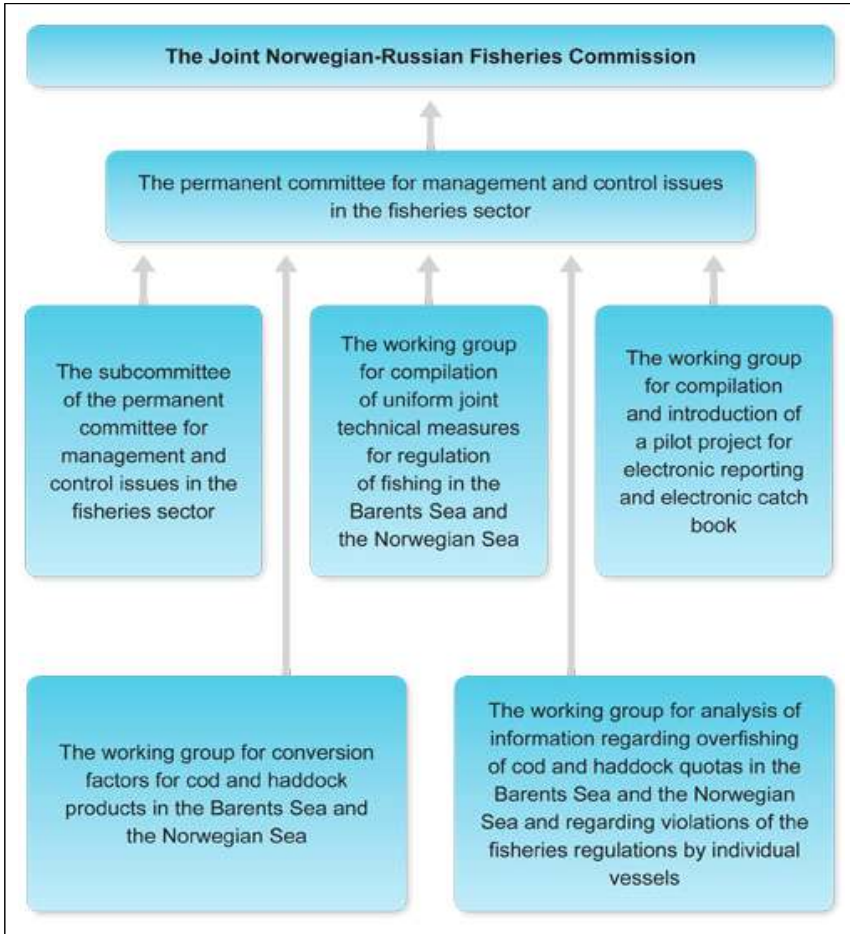 The Joint Norwegian-Russian Fisheries Commission
The permanent committee for management and control issues
in the fisheries sector
The subcommittee
of the permanent
committee for
management and
control issues in the
fisheries sector
The working group
for compilation
of uniform joint
technical measures
for regulation
of fishing in the
Barents Sea and
the Norwegian Sea
The working group
for compilation
and introduction of
a pilot project for
electronic reporting
and electronic catch
book
The working group for conversion
factors for cod and haddock
products in the Barents Sea and
the Norwegian Sea
The working group for analysis of
information regarding overfishing
of cod and haddock quotas in the
Barents Sea and the Norwegian
Sea and regarding violations of the
fisheries regulations by individual
vessels